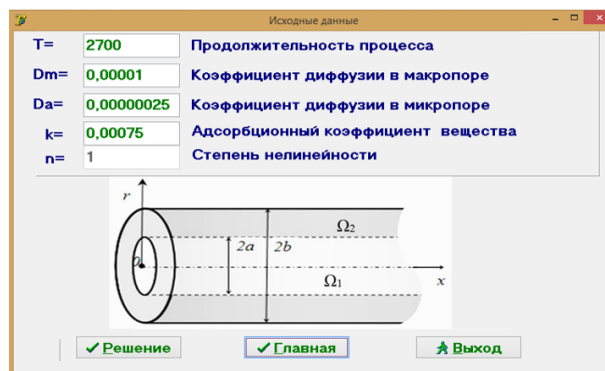 Исходные данные
T= 2700 Продолжительность процесса
Dm= 0,00001 Коэффициент диффузии в макропоре
Da= 0,00000025 Коэффициент диффузии в микропоре
k= 0,00075 Адсорбционный коэффициент вещества
n= 1 Степень нелинейности
r
Ω2
0 2a 2b
Ω1 x
Решение Главная Выход